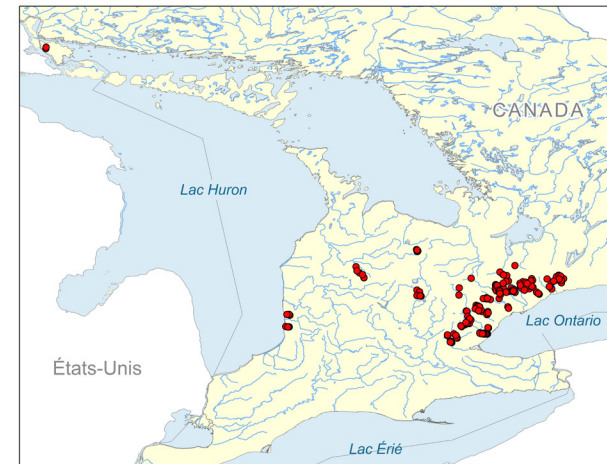 CANADA
Lac Huron
Lac Ontario
États-Unis
Lac Érié